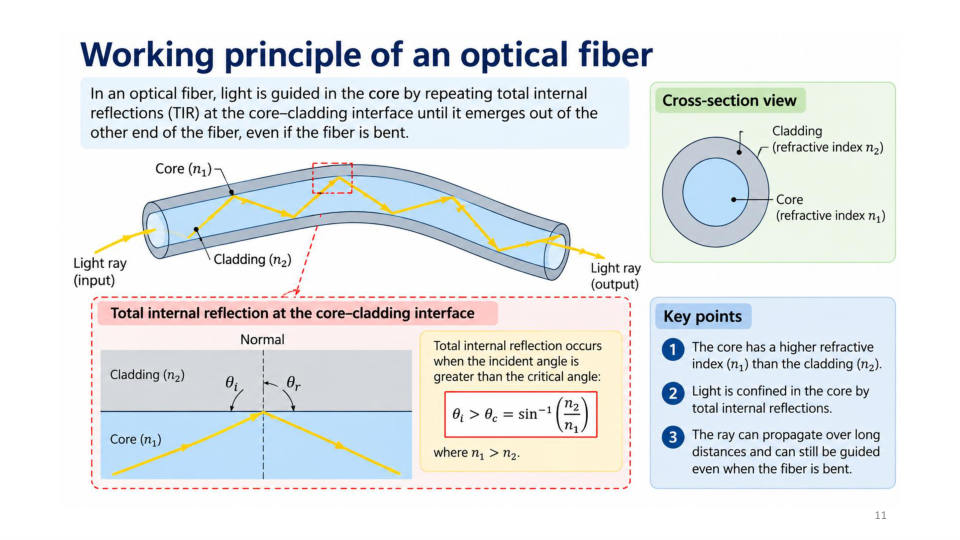 Working principle of an optical fiber
In an optical fiber, light is guided in the core by repeating total internal
reflections (TIR) at the core–cladding interface until it emerges out of the
other end of the fiber, even if the fiber is bent.
Core (n₁)
Cladding (n₂)
Light ray
(input)
Light ray
(output)
Cross-section view
Cladding
(refractive index n₂)
Core
(refractive index n₁)
Total internal reflection at the core–cladding interface
Normal
Cladding (n₂)
θᵢ
θᵣ
Core (n₁)
Total internal reflection occurs
when the incident angle is
greater than the critical angle:
θᵢ > θ_c = sin⁻¹(n₂/n₁)
where n₁ > n₂.
Key points
1 The core has a higher refractive
index (n₁) than the cladding (n₂).
2 Light is confined in the core by
total internal reflections.
3 The ray can propagate over long
distances and can still be guided
even when the fiber is bent.
11